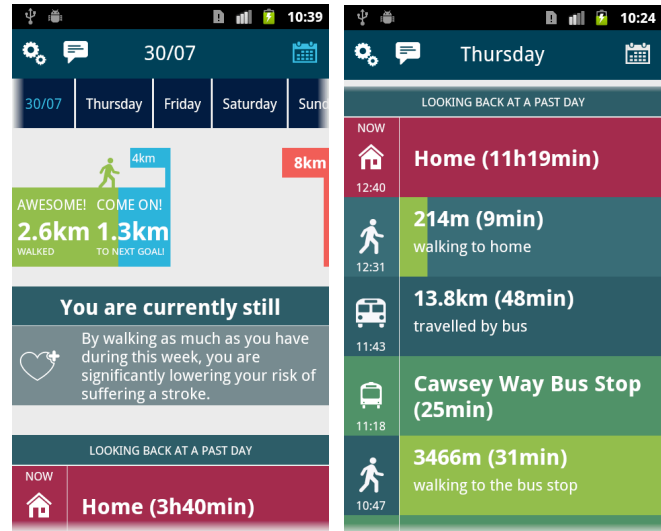 10:39
30/07
30/07
Thursday
Friday
Saturday
Sund
4km
8km
AWESOME!
COME ON!
2.6km
1.3km
WALKED
TO NEXT GOAL!
You are currently still
By walking as much as you have
during this week, you are
significantly lowering your risk of
suffering a stroke.
LOOKING BACK AT A PAST DAY
NOW
Home (3h40min)
10:24
Thursday
LOOKING BACK AT A PAST DAY
NOW
Home (11h19min)
12:40
214m (9min)
walking to home
12:31
13.8km (48min)
travelled by bus
11:43
Cawsey Way Bus Stop
(25min)
11:18
3466m (31min)
walking to the bus stop
10:47